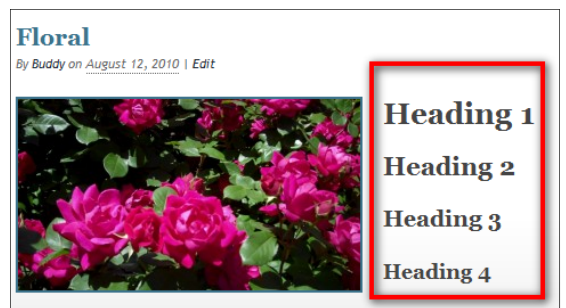 Floral
By Buddy on August 12, 2010 | Edit
Heading 1
Heading 2
Heading 3
Heading 4